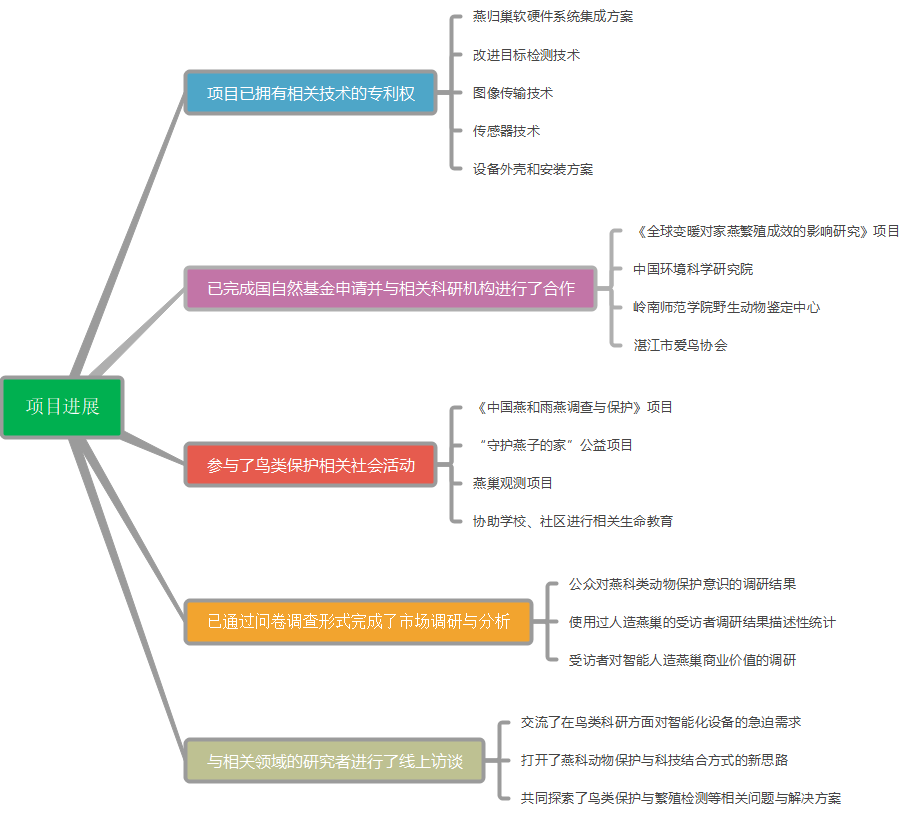 项目进展
项目已拥有相关技术的专利权
燕归巢软硬件系统集成方案
改进目标检测技术
图像传输技术
传感器技术
设备外壳和安装方案
已完成国自然基金申请并与相关科研机构进行了合作
《全球变暖对家燕繁殖成效的影响研究》项目
中国环境科学研究院
岭南师范学院野生动物鉴定中心
湛江市爱鸟协会
参与了鸟类保护相关社会活动
《中国燕和雨燕调查与保护》项目
“守护燕子的家”公益项目
燕巢观测项目
协助学校、社区进行相关生命教育
已通过问卷调查形式完成了市场调研与分析
公众对燕科类动物保护意识的调研结果
使用过人造燕巢的受访者调研结果描述性统计
受访者对智能人造燕巢商业价值的调研
与相关领域的研究者进行了线上访谈
交流了在鸟类科研方面对智能化设备的急迫需求
打开了燕科动物保护与科技结合方式的新思路
共同探索了鸟类保护与繁殖检测等相关问题与解决方案